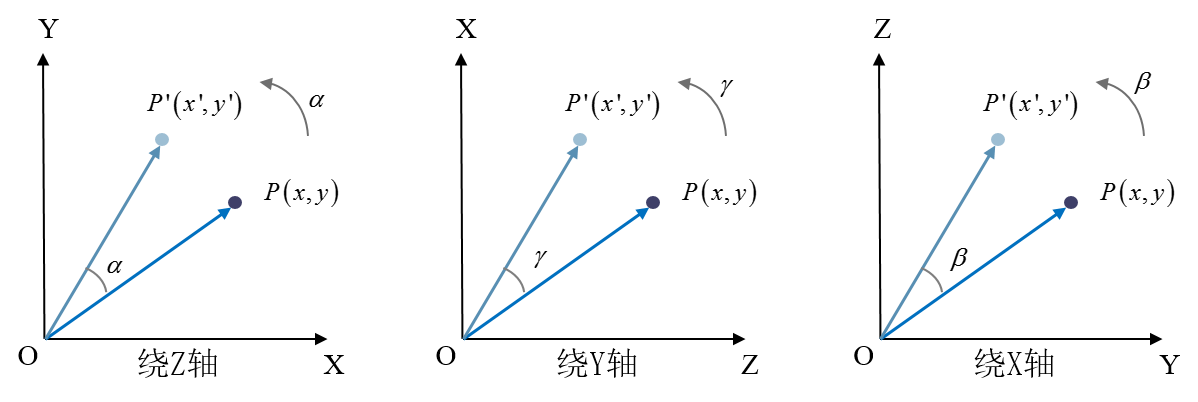 Y
P'(x',y')
α
P(x,y)
α
O
绕Z轴
X
X
P'(x',y')
γ
P(x,y)
γ
O
绕Y轴
Z
Z
P'(x',y')
β
P(x,y)
β
O
绕X轴
Y